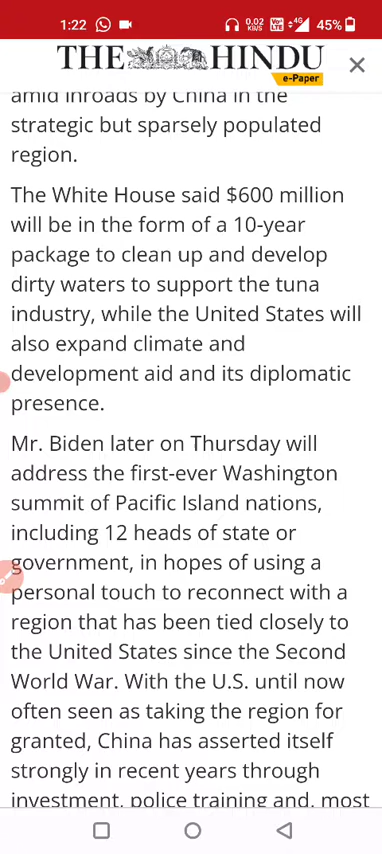 1:22 0.02 KB/S Vo LTE 4G 45%
THE HINDU
e-Paper
amid inroads by China in the
strategic but sparsely populated
region.
The White House said $600 million
will be in the form of a 10-year
package to clean up and develop
dirty waters to support the tuna
industry, while the United States will
also expand climate and
development aid and its diplomatic
presence.
Mr. Biden later on Thursday will
address the first-ever Washington
summit of Pacific Island nations,
including 12 heads of state or
government, in hopes of using a
personal touch to reconnect with a
region that has been tied closely to
the United States since the Second
World War. With the U.S. until now
often seen as taking the region for
granted, China has asserted itself
strongly in recent years through
investment, police training and, most